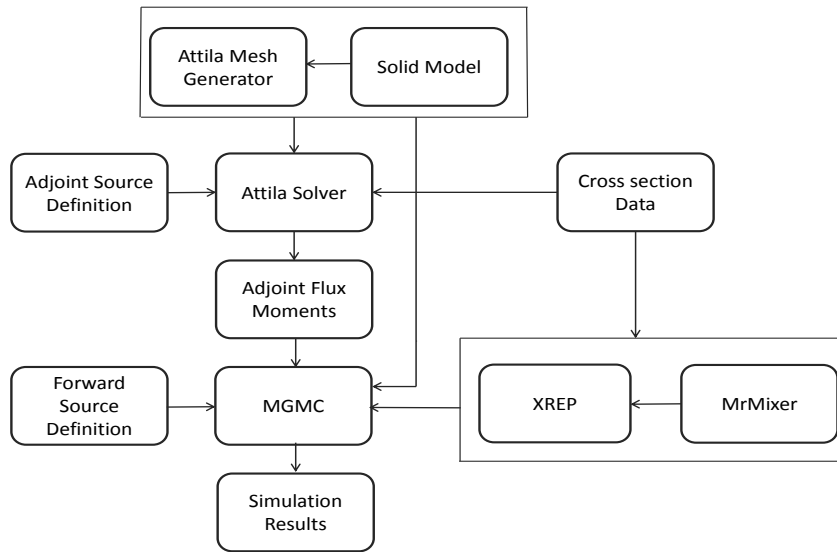 Attila Mesh
Generator
Solid Model
Adjoint Source
Definition
Attila Solver
Cross section
Data
Adjoint Flux
Moments
Forward
Source
Definition
MGMC
XREP
MrMixer
Simulation
Results